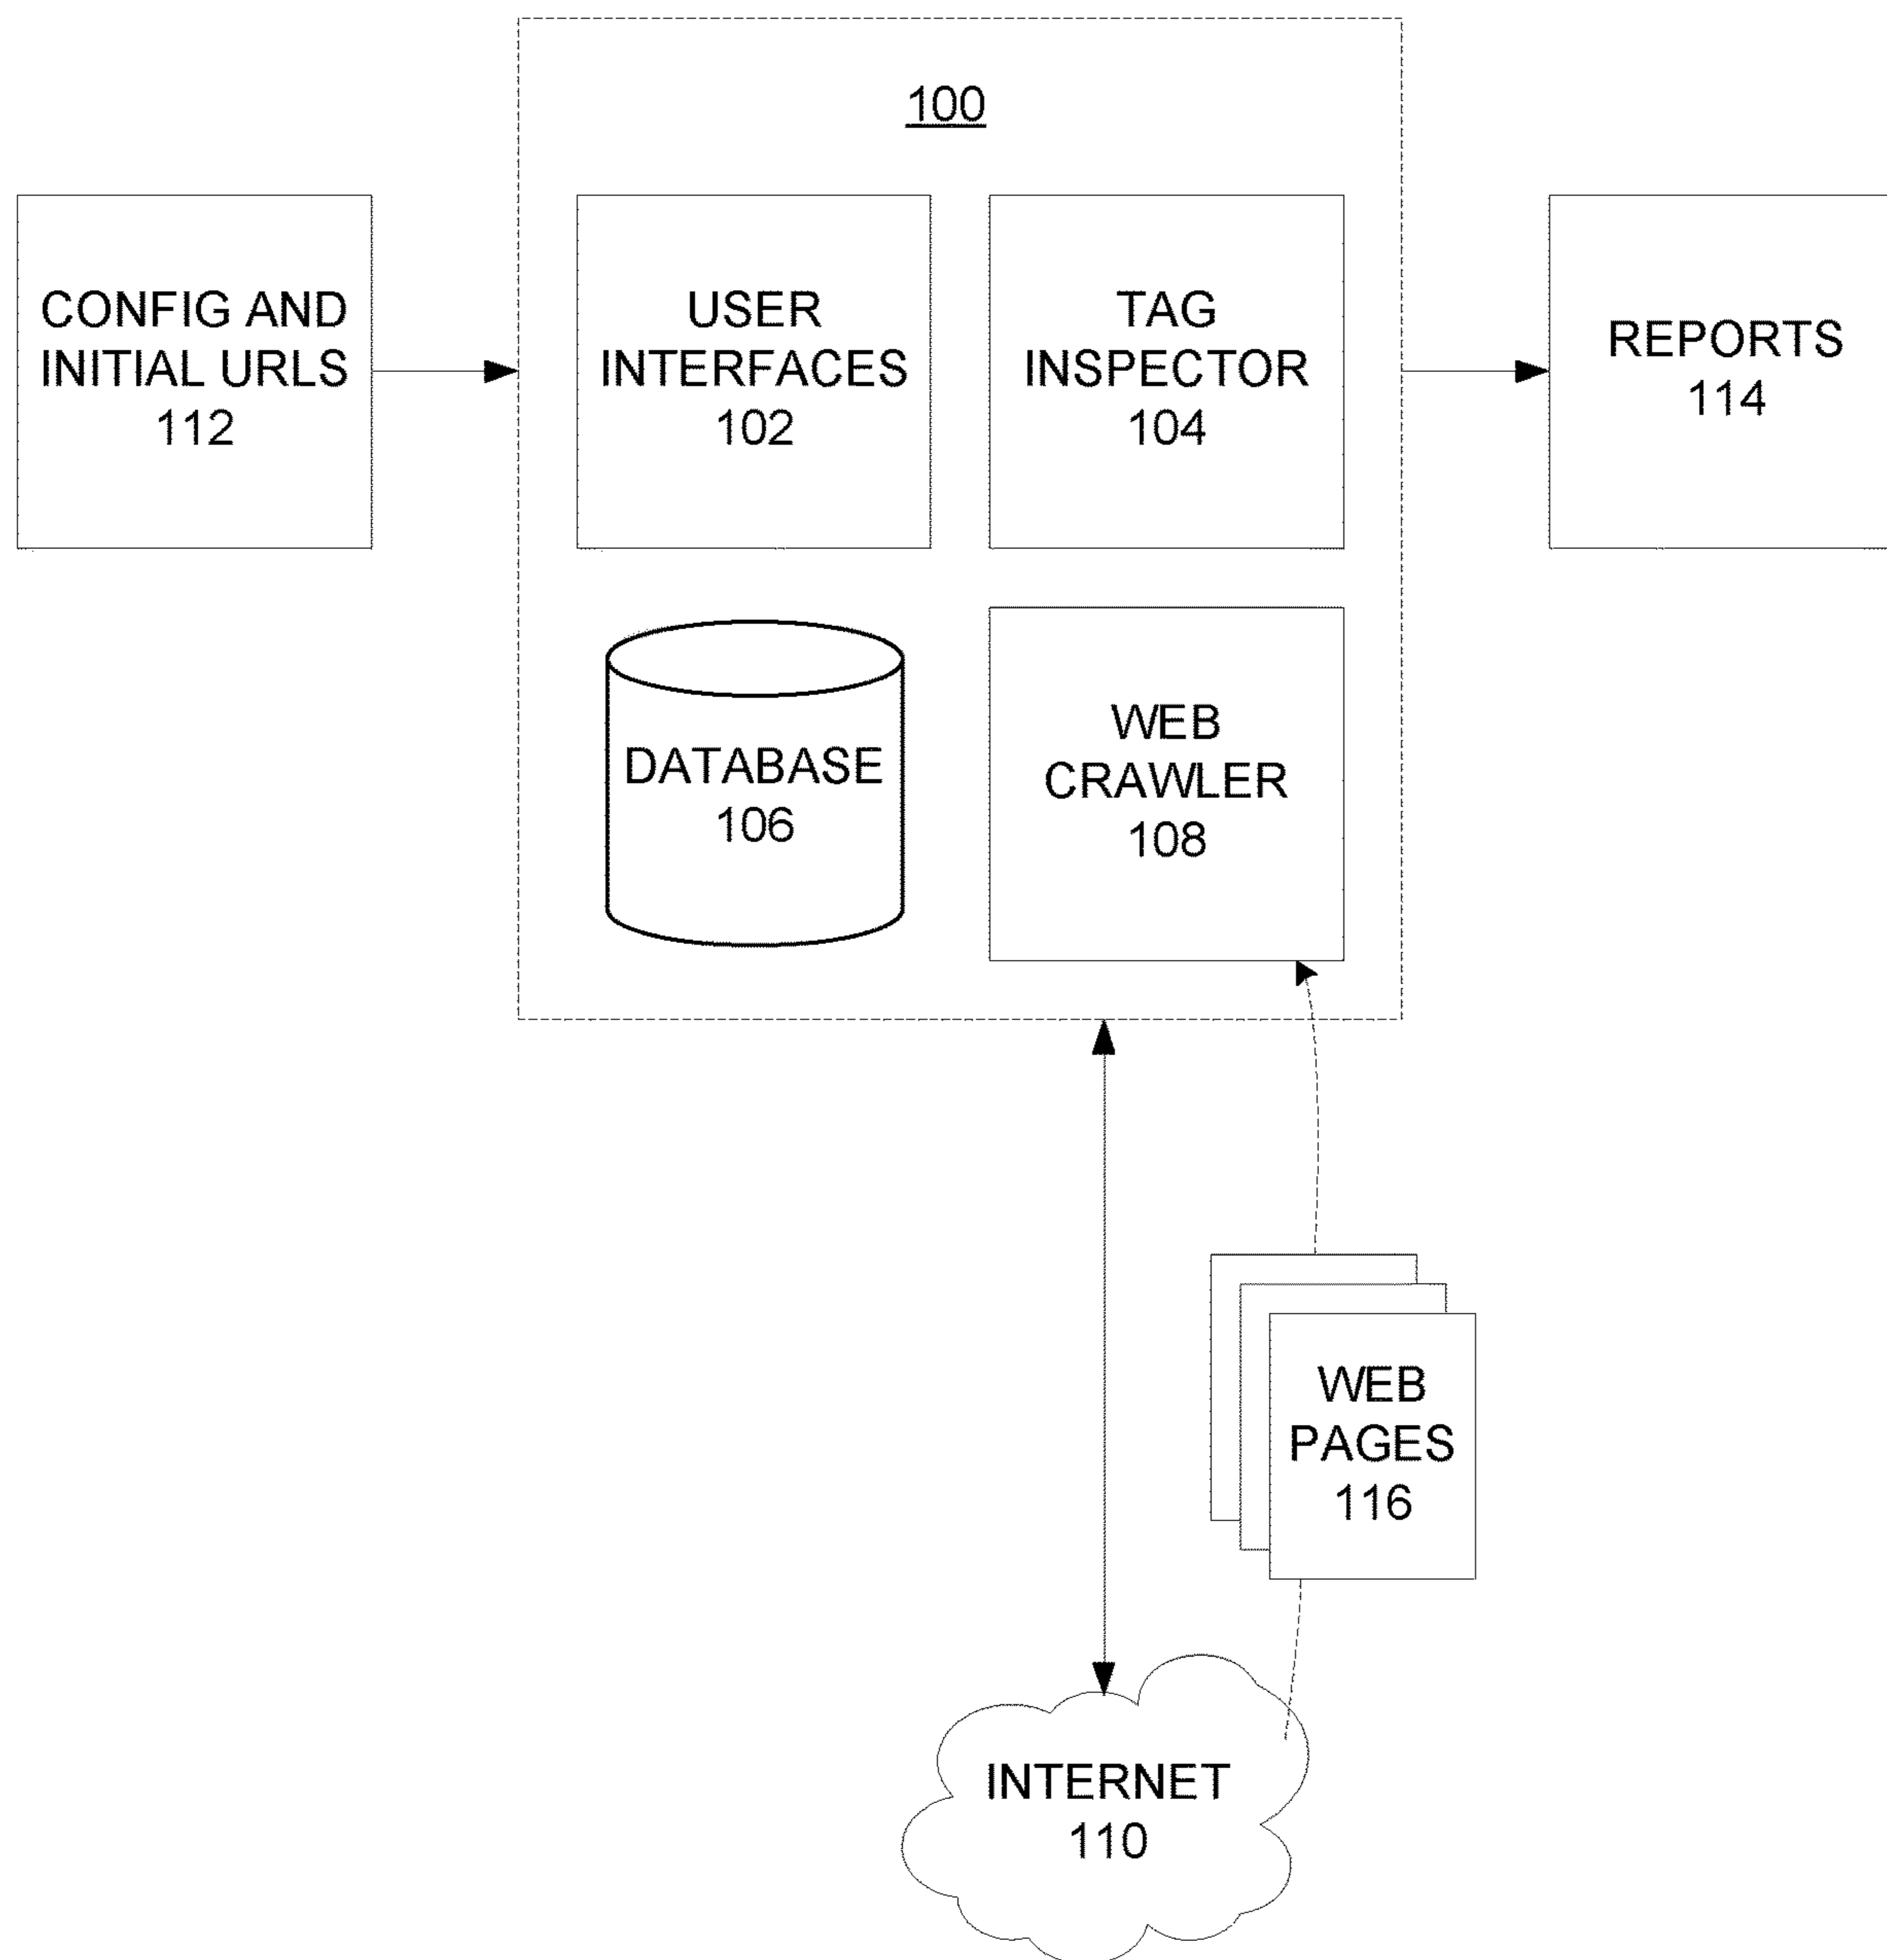 100
CONFIG AND
INITIAL URLS
112
USER
INTERFACES
102
TAG
INSPECTOR
104
REPORTS
114
DATABASE
106
WEB
CRAWLER
108
WEB
PAGES
116
INTERNET
110